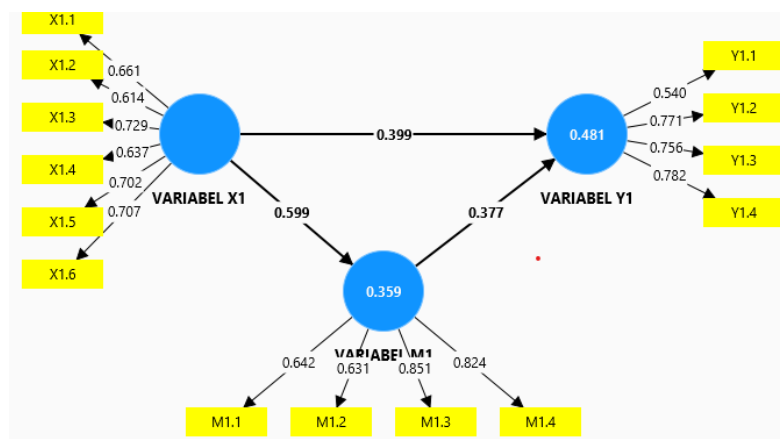 X1.1
X1.2
X1.3
X1.4
X1.5
X1.6
0.661
0.614
0.729
0.637
0.702
0.707
VARIABEL X1
0.399
0.599
0.377
0.481
VARIABEL Y1
0.540
0.771
0.756
0.782
Y1.1
Y1.2
Y1.3
Y1.4
0.359
VARIABEL M1
0.642
0.631
0.851
0.824
M1.1
M1.2
M1.3
M1.4